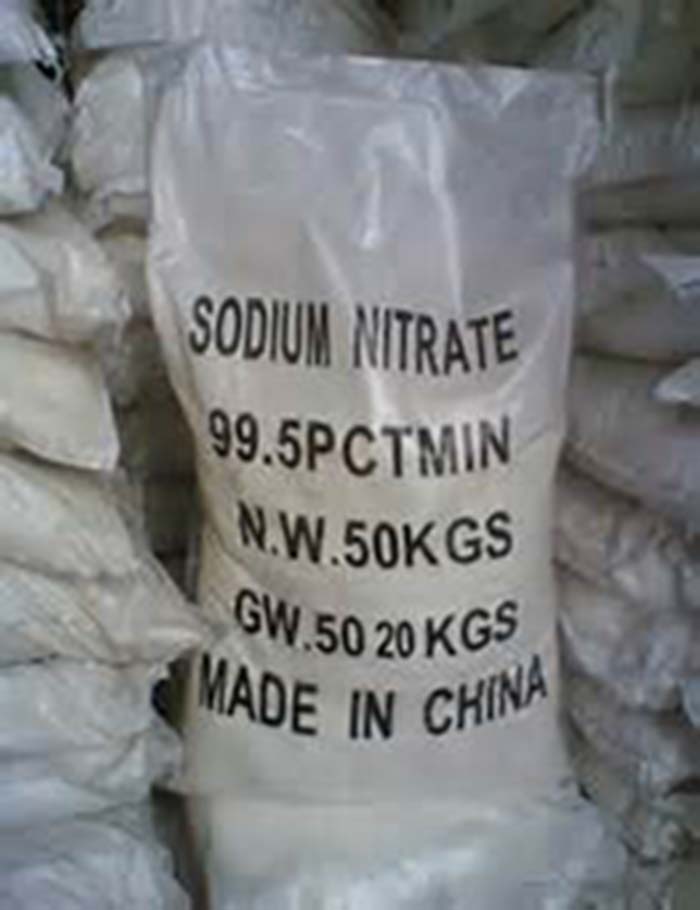 SODIUM NITRATE
99.5PCTMIN
N.W.50KGS
GW.50 20 KGS
MADE IN CHINA